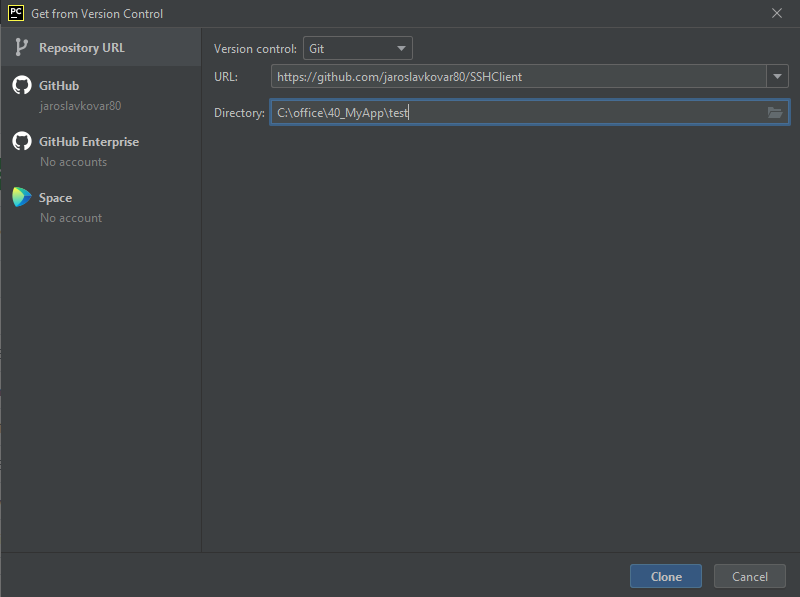 PC Get from Version Control
Repository URL
GitHub
jaroslavkovar80
GitHub Enterprise
No accounts
Space
No account
Version control: Git
URL: https://github.com/jaroslavkovar80/SSHClient
Directory: C:\office\40_MyApp\test
Clone Cancel